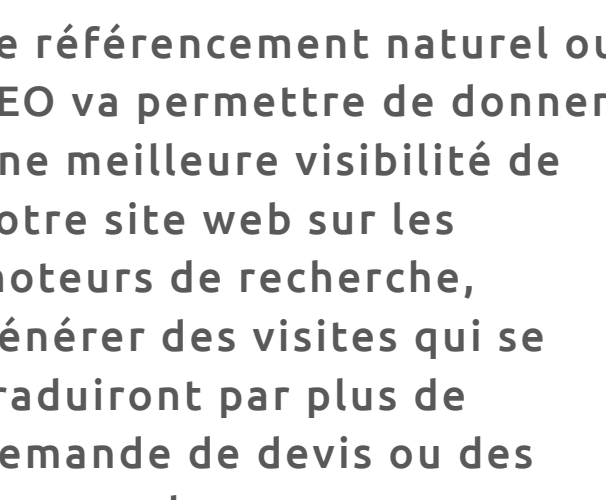 e référencement naturel ou
EO va permettre de donner
ne meilleure visibilité de
otre site web sur les
oteurs de recherche,
énérer des visites qui se
raduiront par plus de
emande de devis ou des